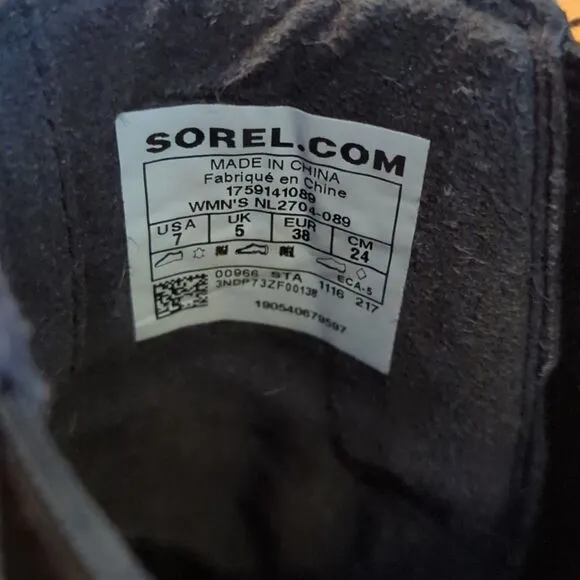 SOREL.COM
MADE IN CHINA
Fabriqué en Chine
1759141089
WMN'S NL2704-089
USA UK EUR CM
7 5 38 24
00966 STA 1116 217 ECA-5
3NDP73ZF00138
190540679597